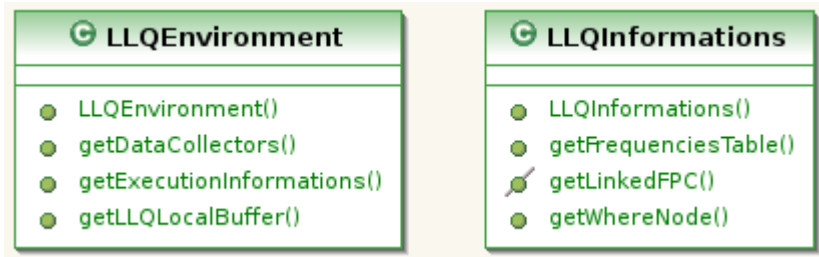 C LLQEnvironment
LLQEnvironment()
getDataCollectors()
getExecutionInformations()
getLLQLocalBuffer()
C LLQInformations
LLQInformations()
getFrequenciesTable()
getLinkedFPC()
getWhereNode()